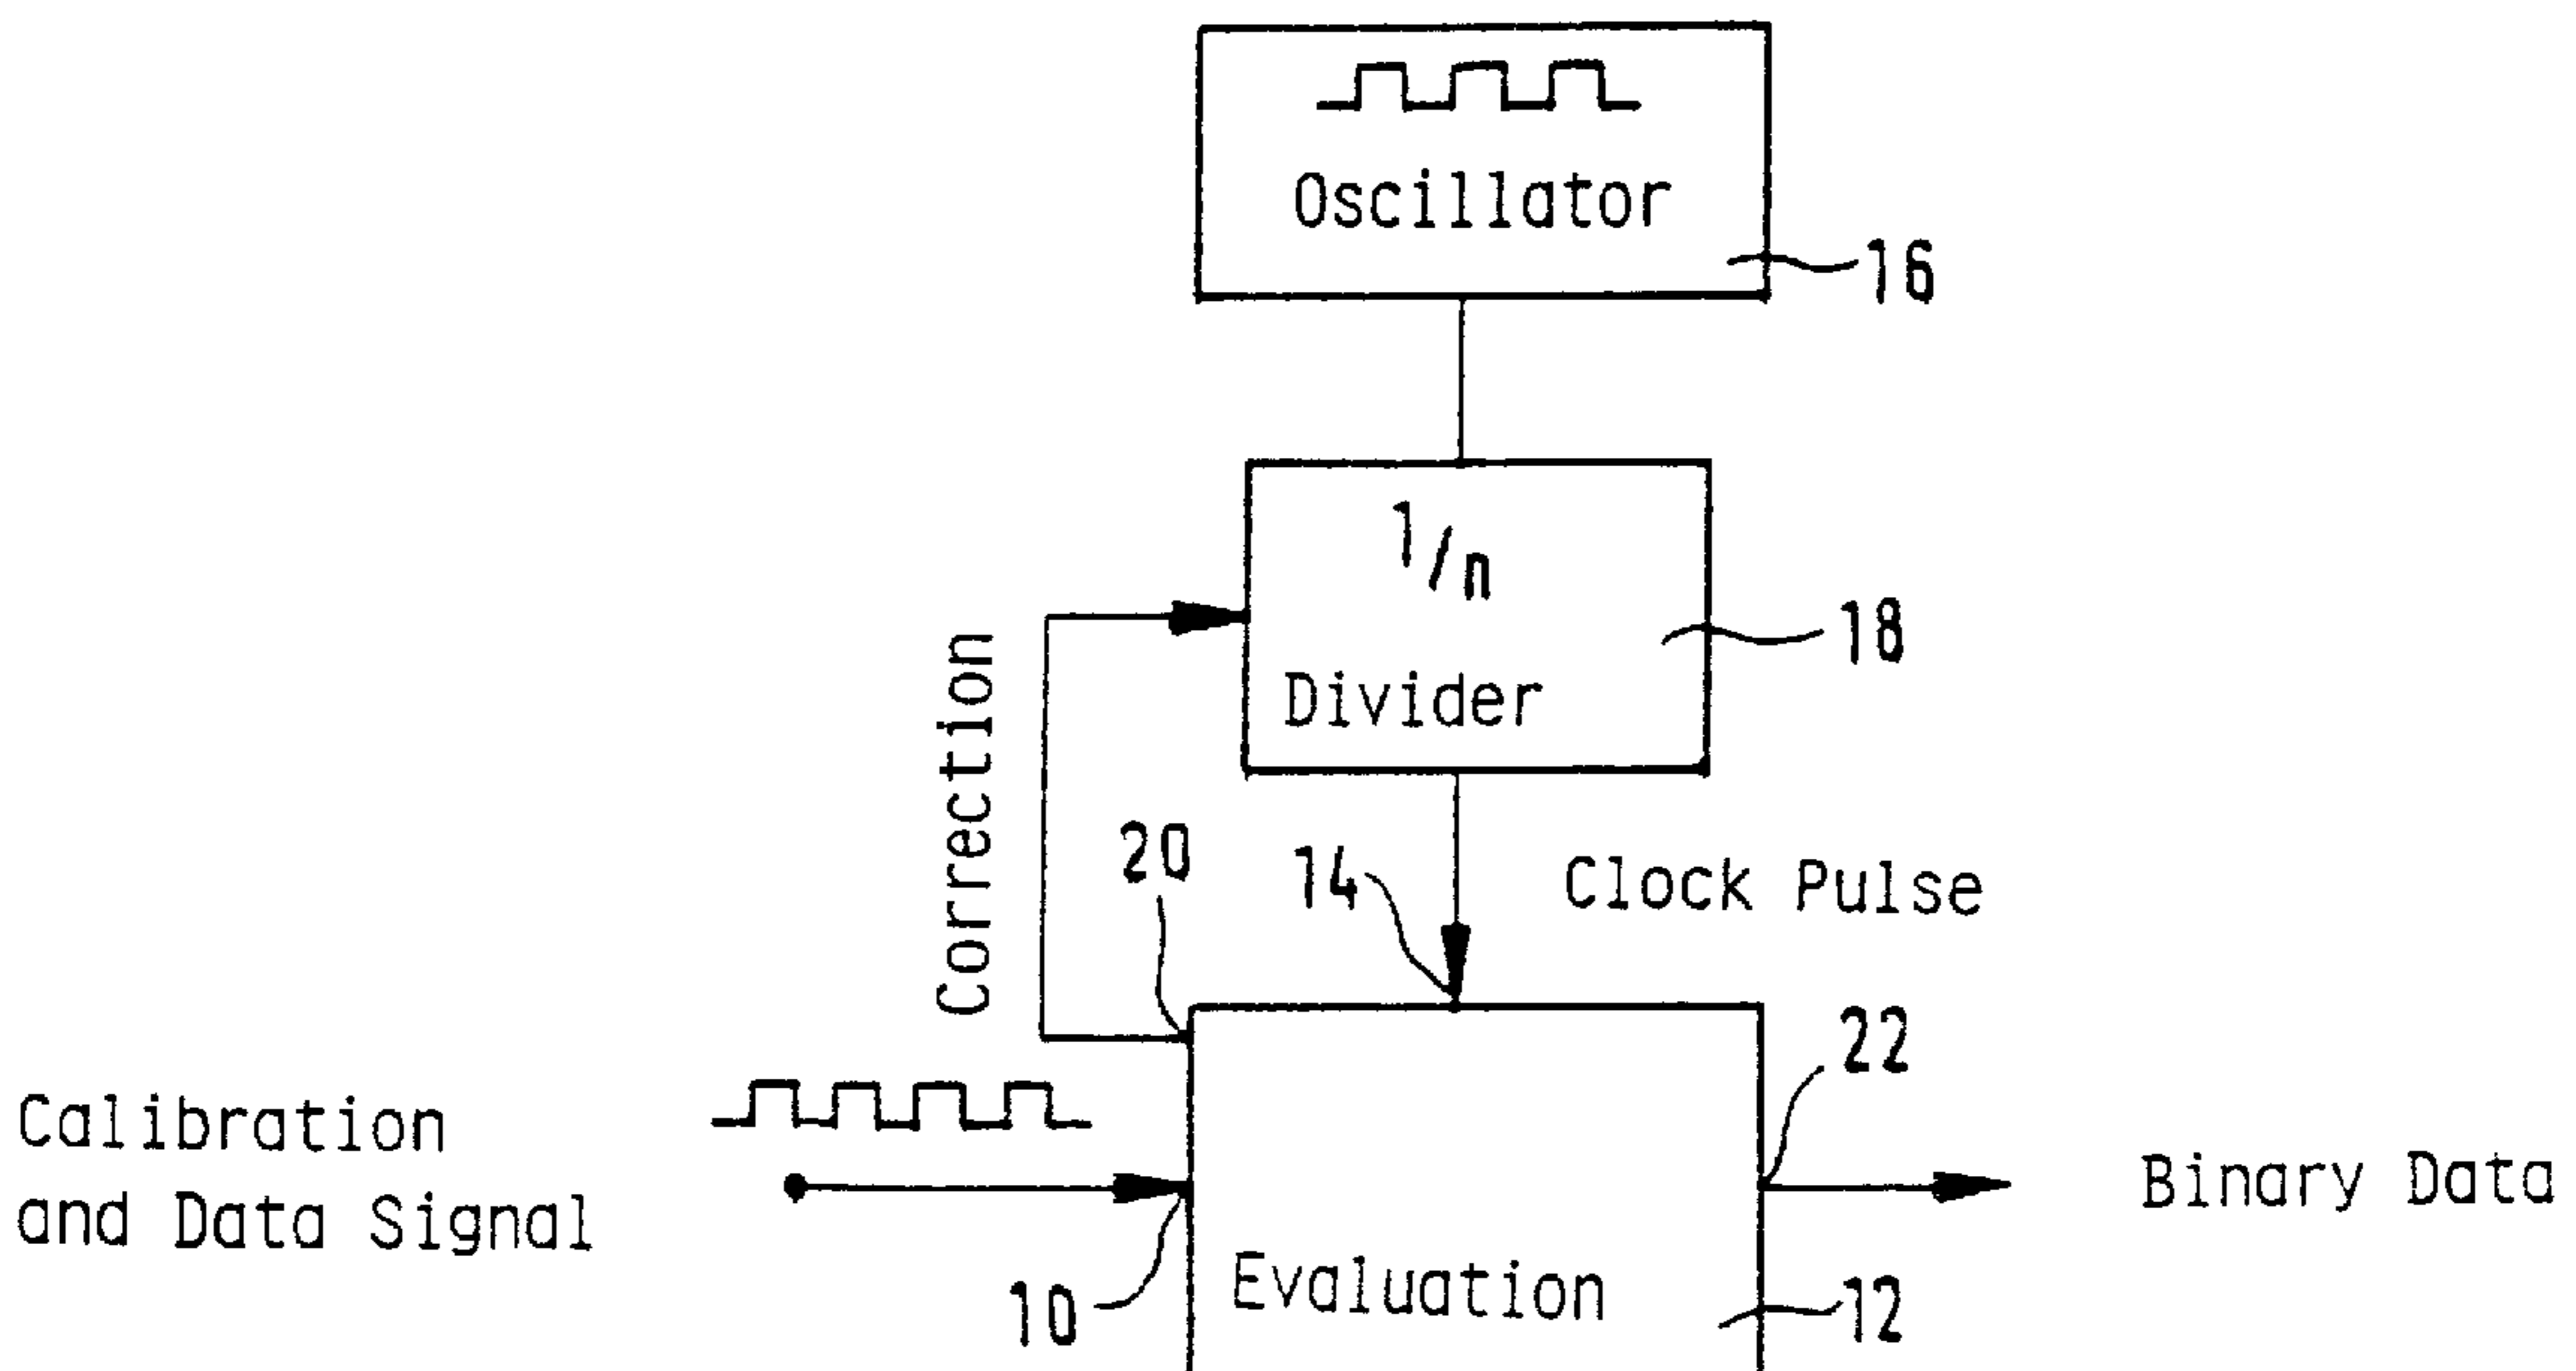 Oscillator
16
1/n
18
Divider
Correction
20
14
Clock Pulse
22
Calibration
and Data Signal
Binary Data
10
Evaluation
12